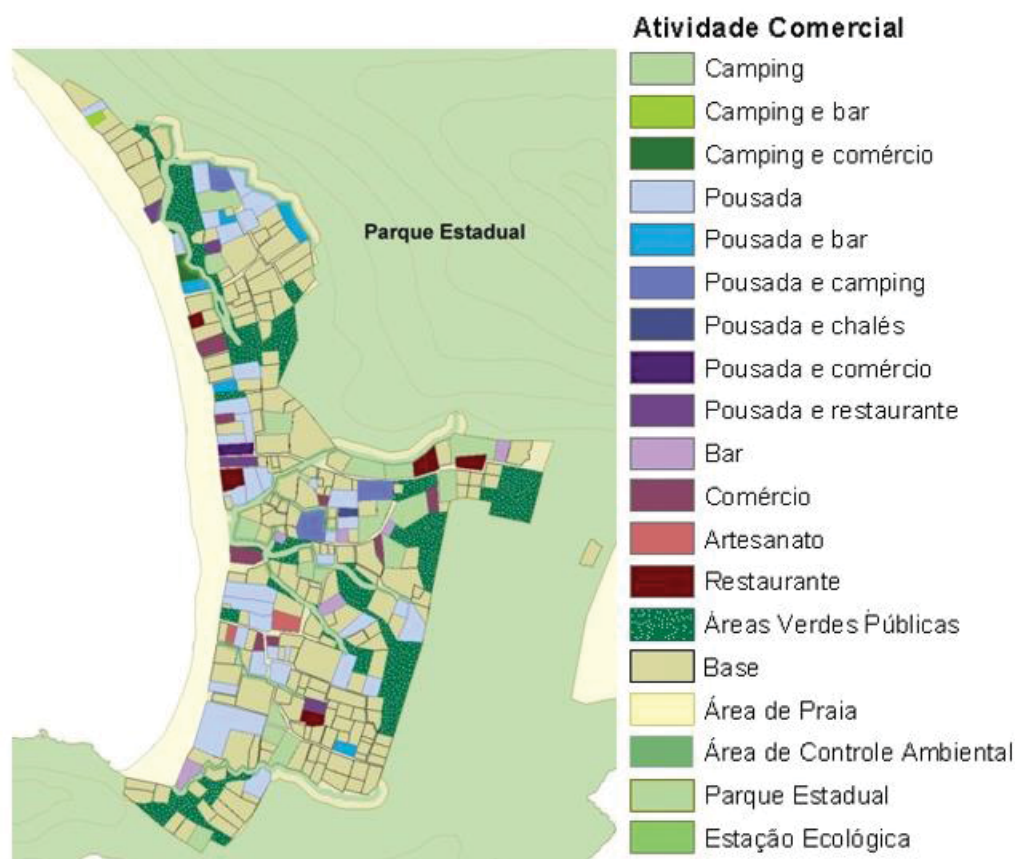 Atividade Comercial
Camping
Camping e bar
Camping e comércio
Pousada
Pousada e bar
Pousada e camping
Pousada e chalés
Pousada e comércio
Pousada e restaurante
Bar
Comércio
Artesanato
Restaurante
Áreas Verdes Públicas
Base
Área de Praia
Área de Controle Ambiental
Parque Estadual
Estação Ecológica
Parque Estadual